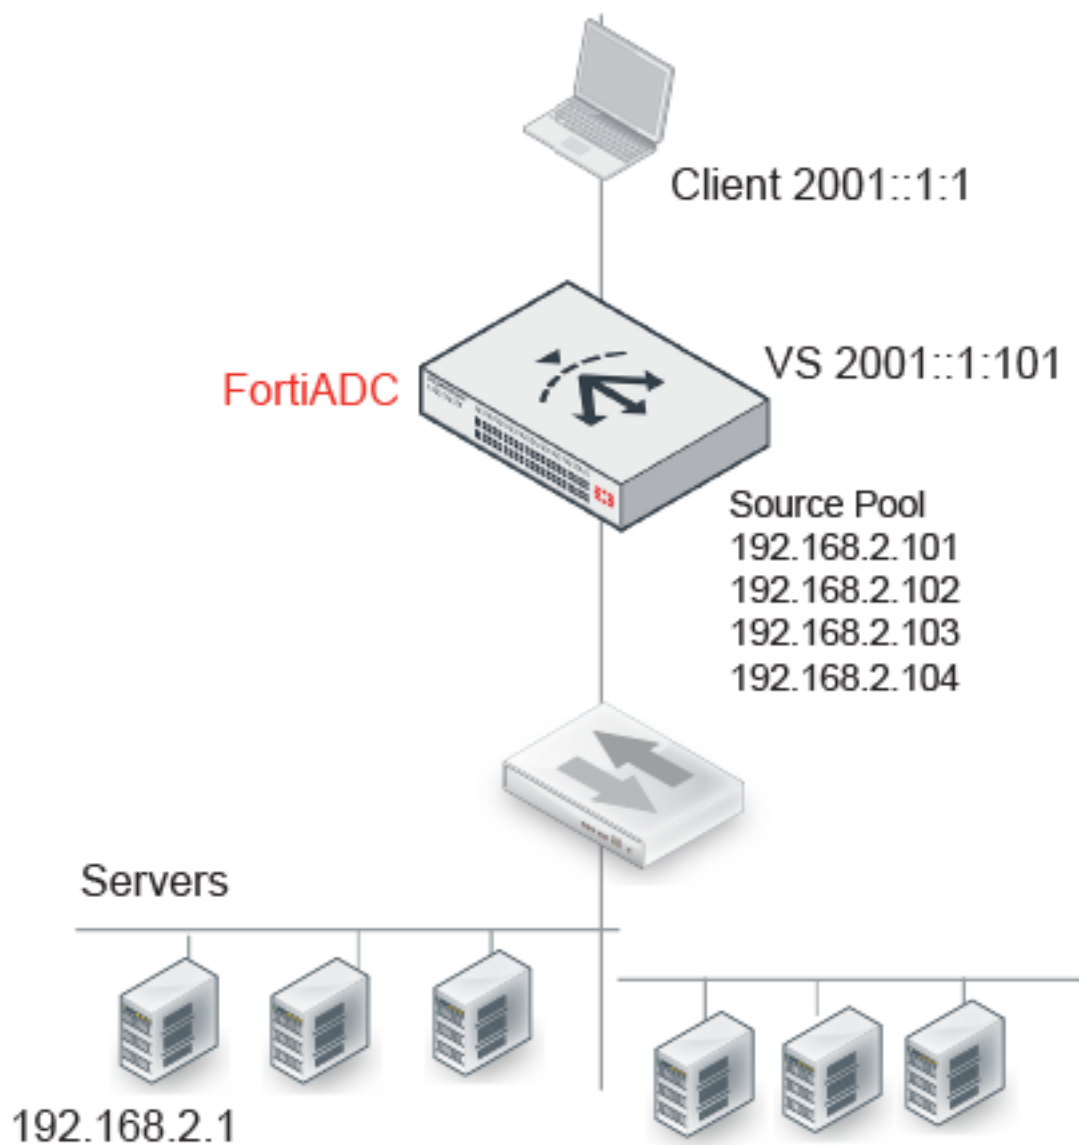 Client 2001::1:1
FortiADC
VS 2001::1:101
Source Pool
192.168.2.101
192.168.2.102
192.168.2.103
192.168.2.104
Servers
192.168.2.1